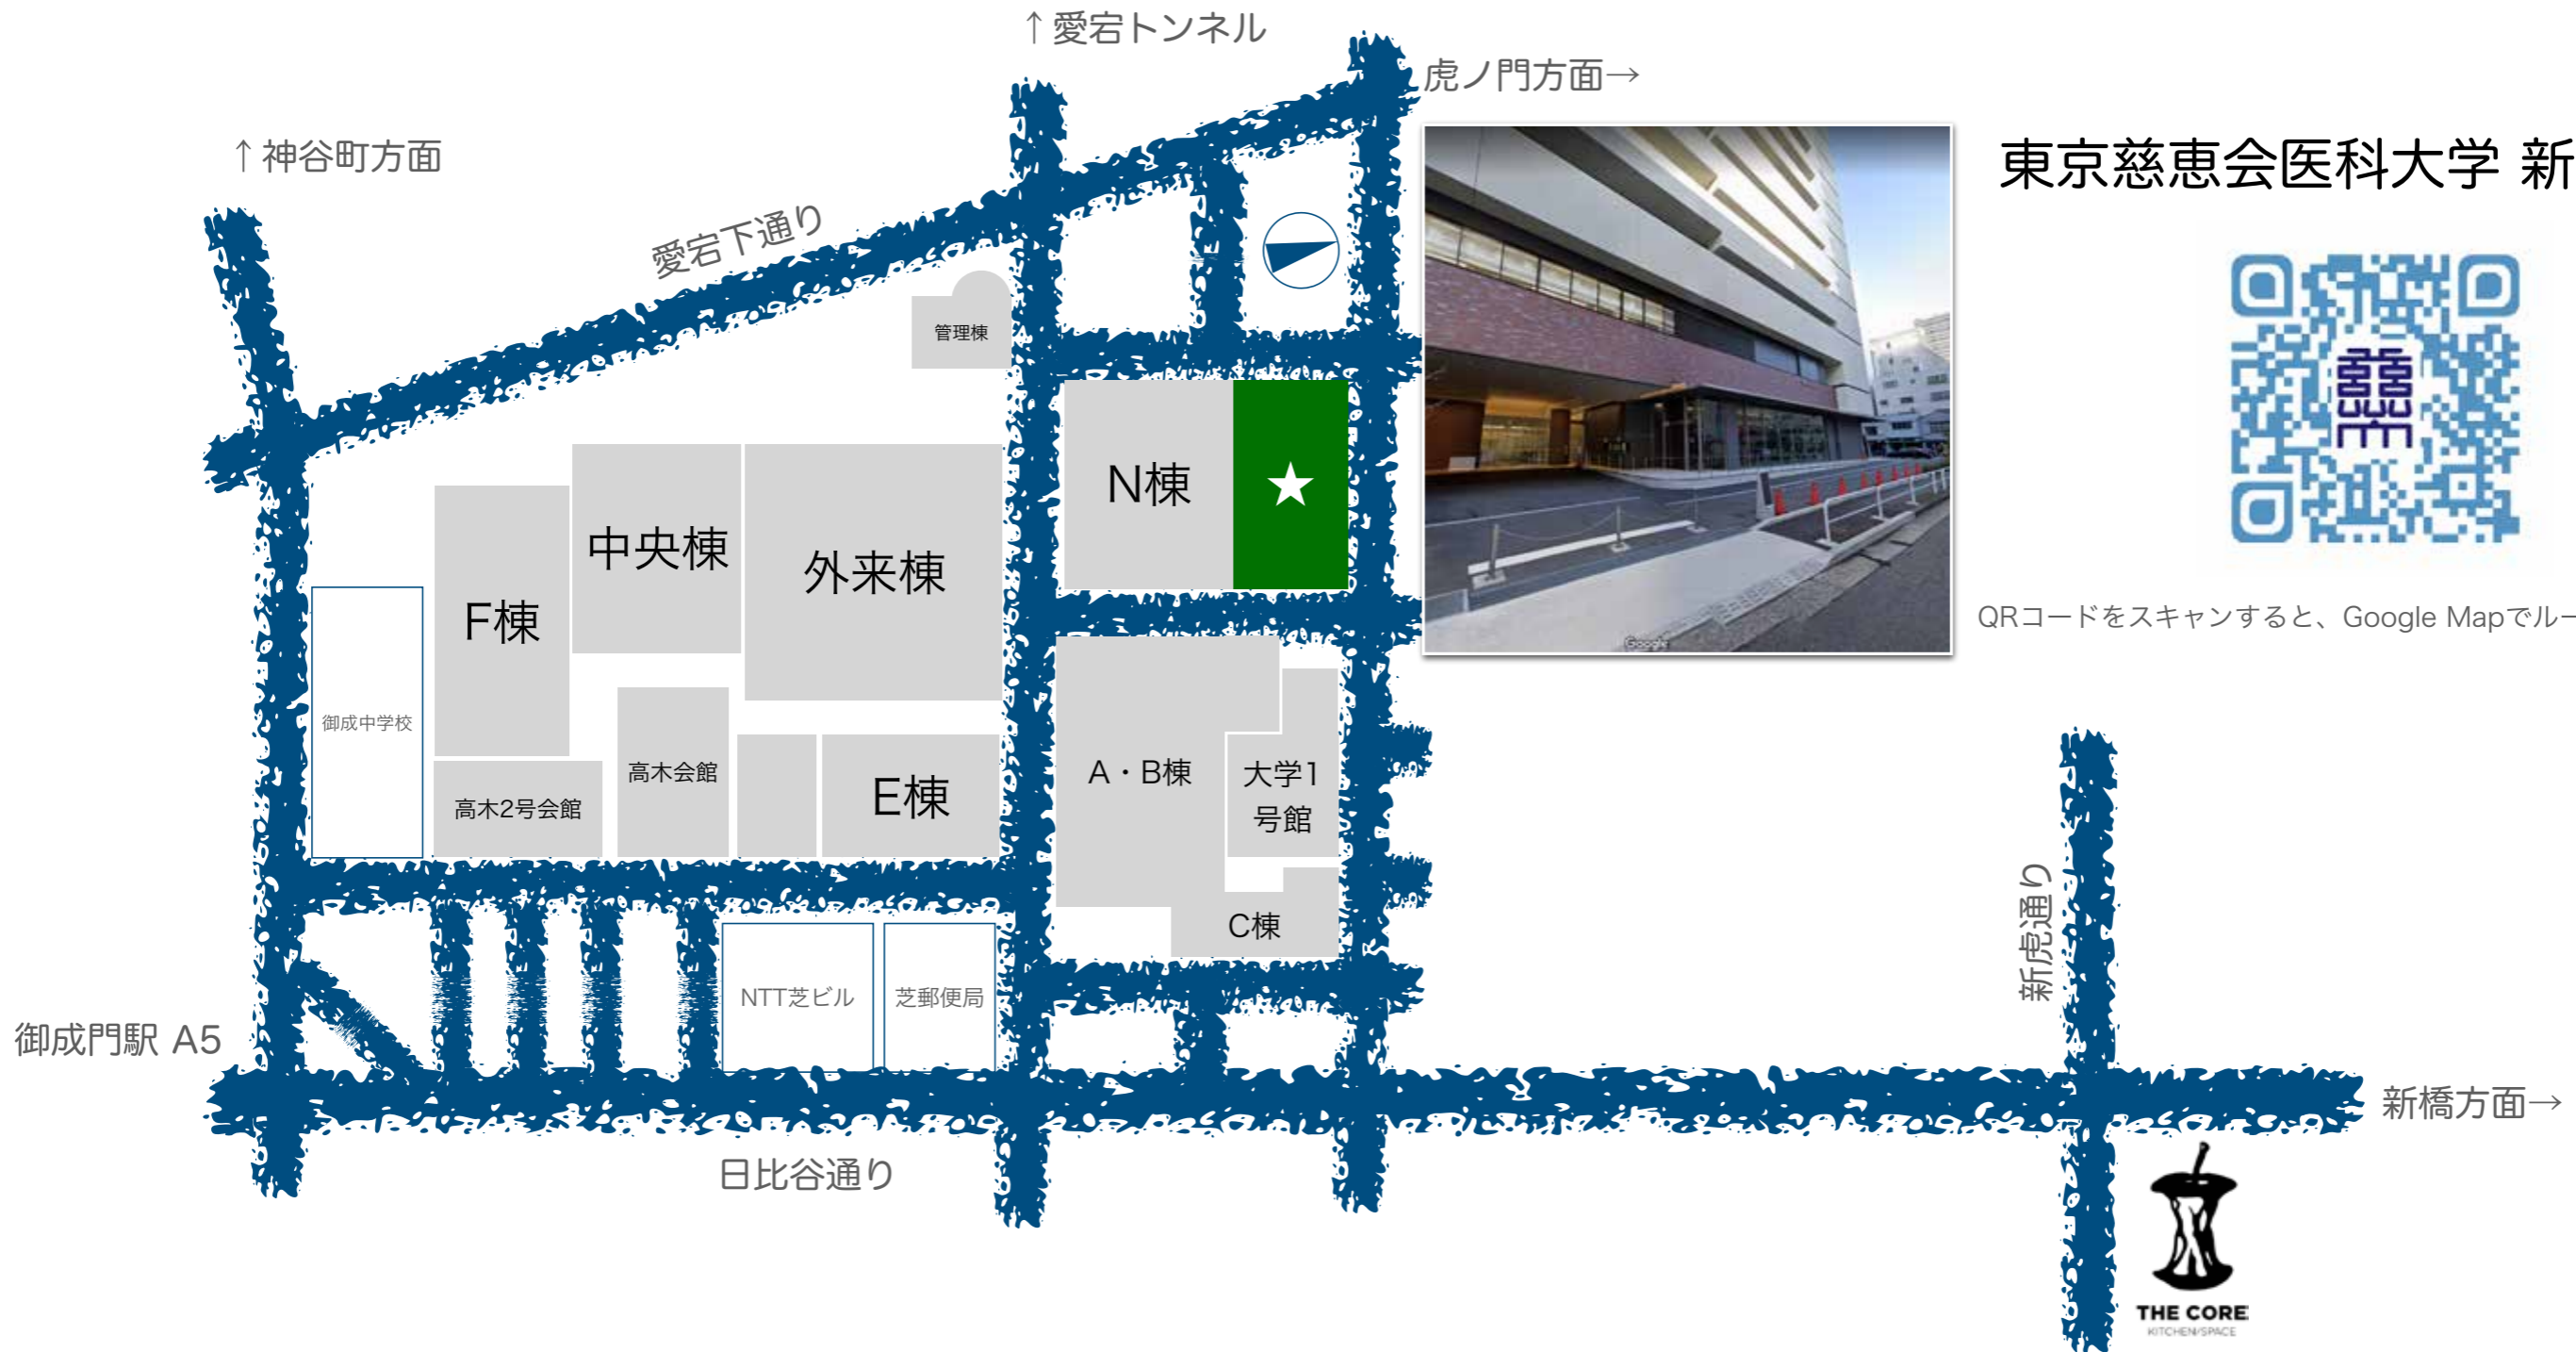 ↑愛宕トンネル
虎ノ門方面→
↑神谷町方面
東京慈恵会医科大学 新
愛宕下通り
管理棟
N棟
★
中央棟
外来棟
F棟
QRコードをスキャンすると、Google Mapでルー
Google
御成中学校
高木会館
A・B棟
大学1
号館
高木2号会館
E棟
C棟
新虎通り
NTT芝ビル
芝郵便局
御成門駅 A5
新橋方面→
日比谷通り
THE CORE
KITCHEN/SPACE